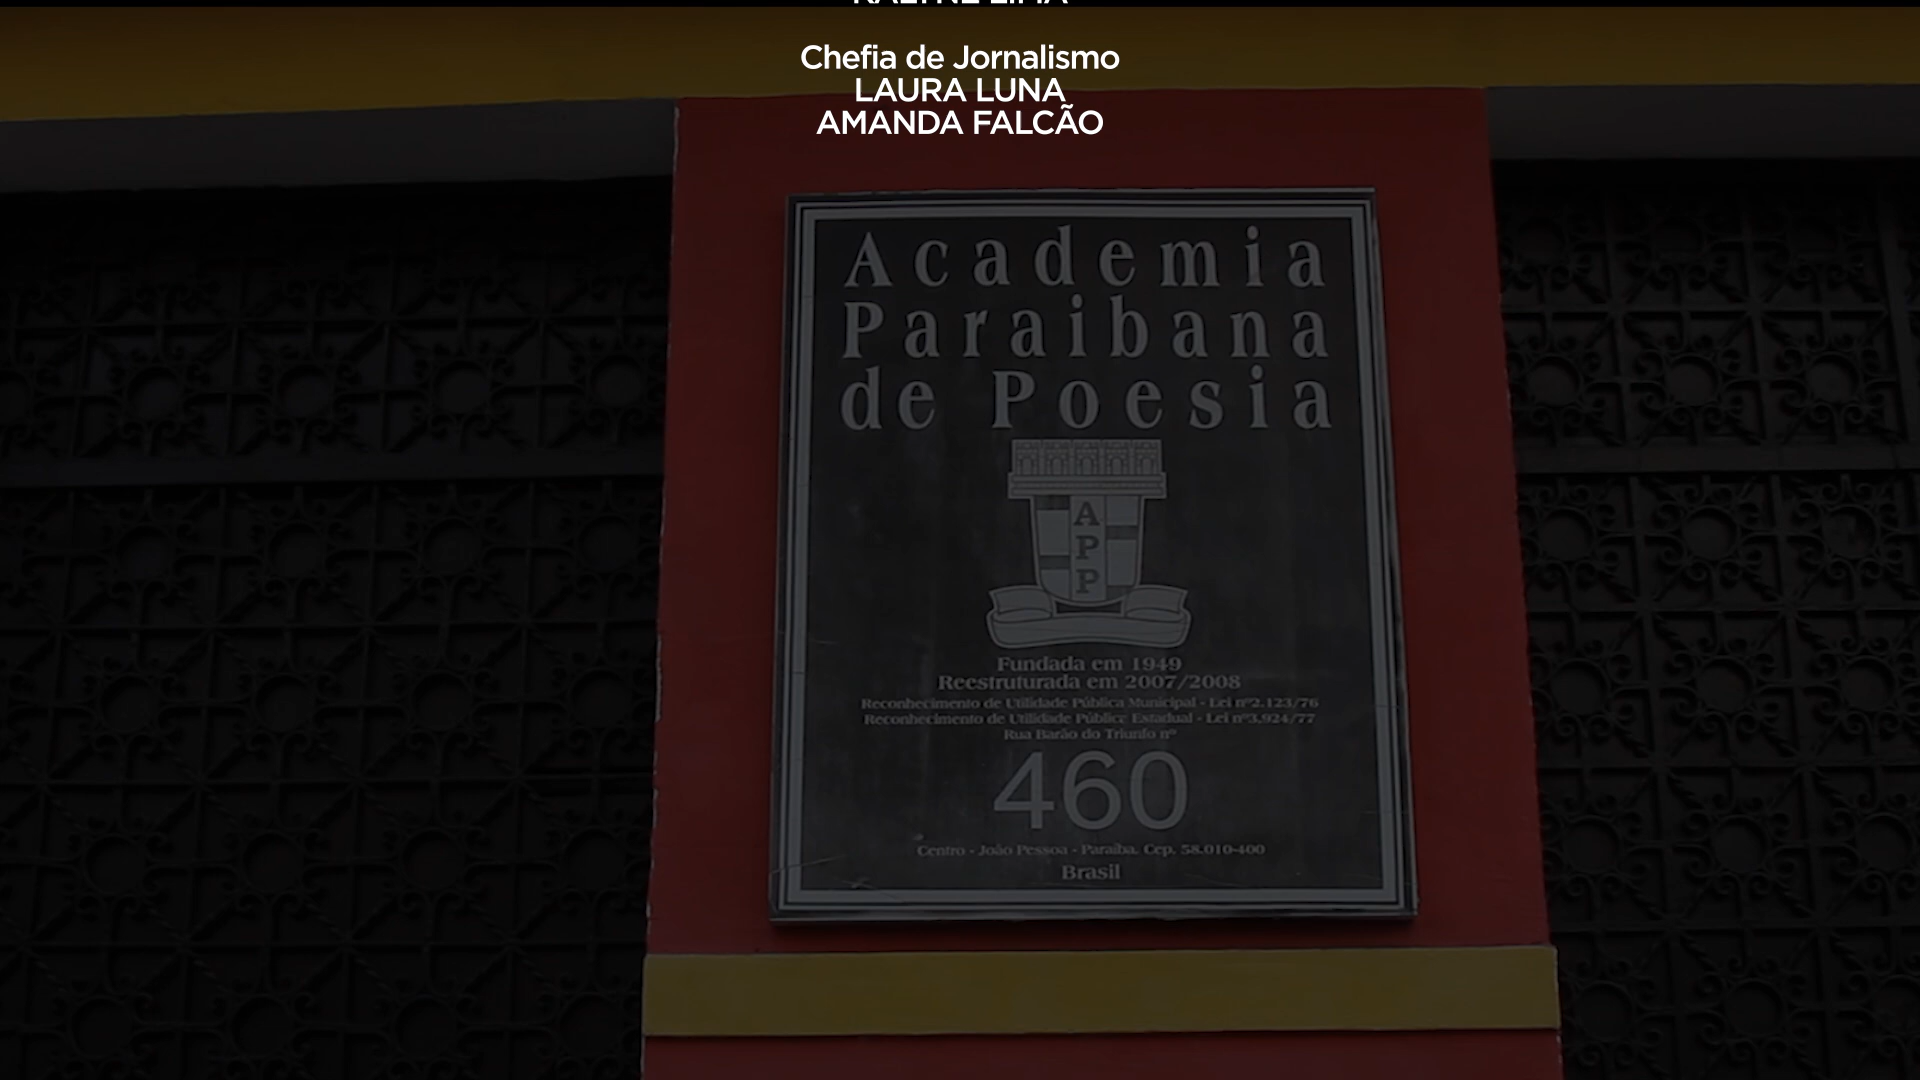 Chefia de Jornalismo
LAURA LUNA
AMANDA FALCÃO
Academia
Paraibana
de Poesia
A
P
P
Fundada em 1949
Reestruturada em 2007/2008
Reconhecimento de Utilidade Pública Municipal - Lei nº2.123/76
Reconhecimento de Utilidade Pública Estadual - Lei nº3,924/77
Rua Barão do Triunfo nº
460
Centro - João Pessoa - Paraíba. Cep. 58.010-400
Brasil